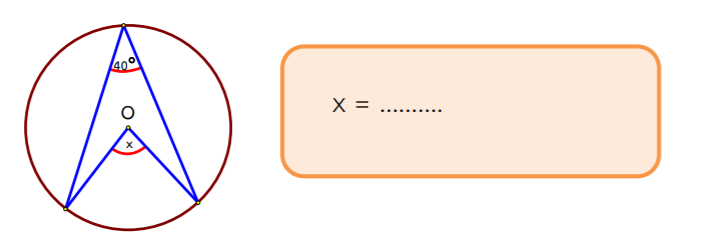 40°
O
x
X = ..........